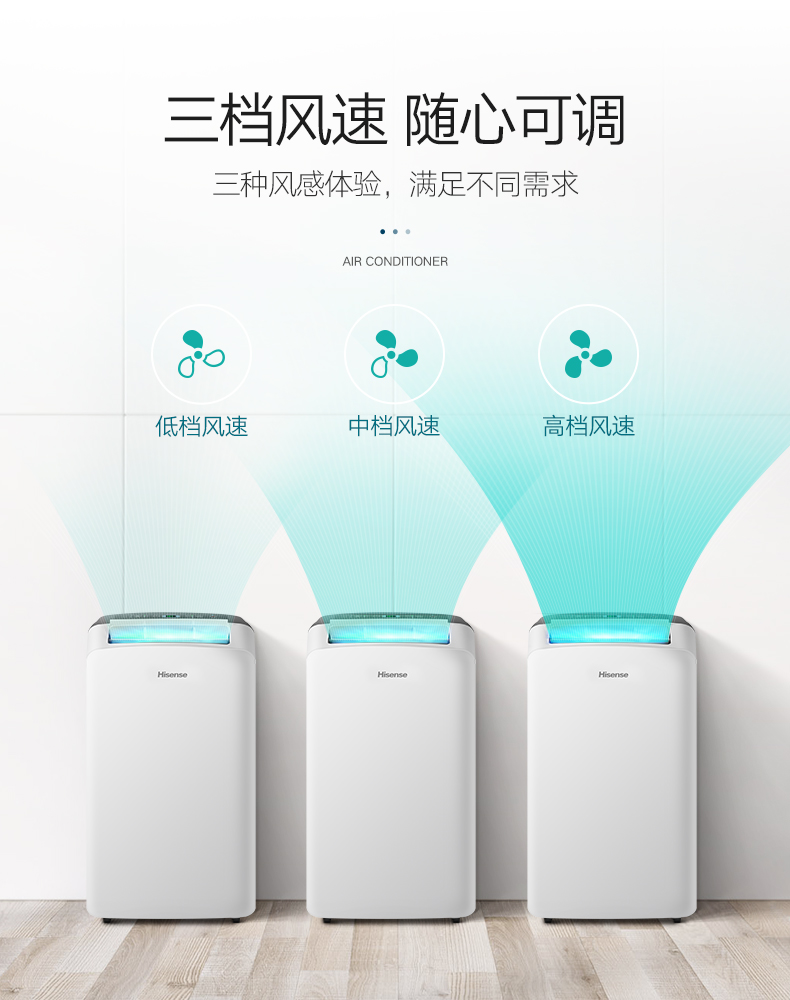 三档风速 随心可调
三种风感体验，满足不同需求
AIR CONDITIONER
低档风速
中档风速
高档风速
Hisense
Hisense
Hisense